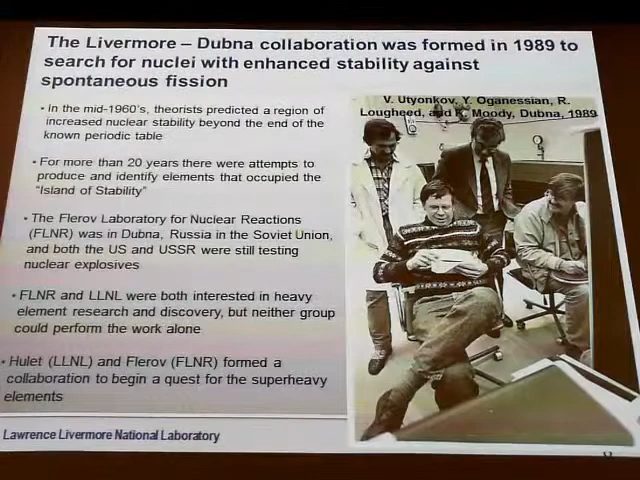 The Livermore – Dubna collaboration was formed in 1989 to
search for nuclei with enhanced stability against
spontaneous fission
• In the mid-1960's, theorists predicted a region of
increased nuclear stability beyond the end of the
known periodic table
• For more than 20 years there were attempts to
produce and identify elements that occupied the
"Island of Stability"
• The Flerov Laboratory for Nuclear Reactions
(FLNR) was in Dubna, Russia in the Soviet Union,
and both the US and USSR were still testing
nuclear explosives
• FLNR and LLNL were both interested in heavy
element research and discovery, but neither group
could perform the work alone
• Hulet (LLNL) and Flerov (FLNR) formed a
collaboration to begin a quest for the superheavy
elements
V. Utyonkov, Y. Oganessian, R.
Lougheed, and K. Moody, Dubna, 1989
Lawrence Livermore National Laboratory